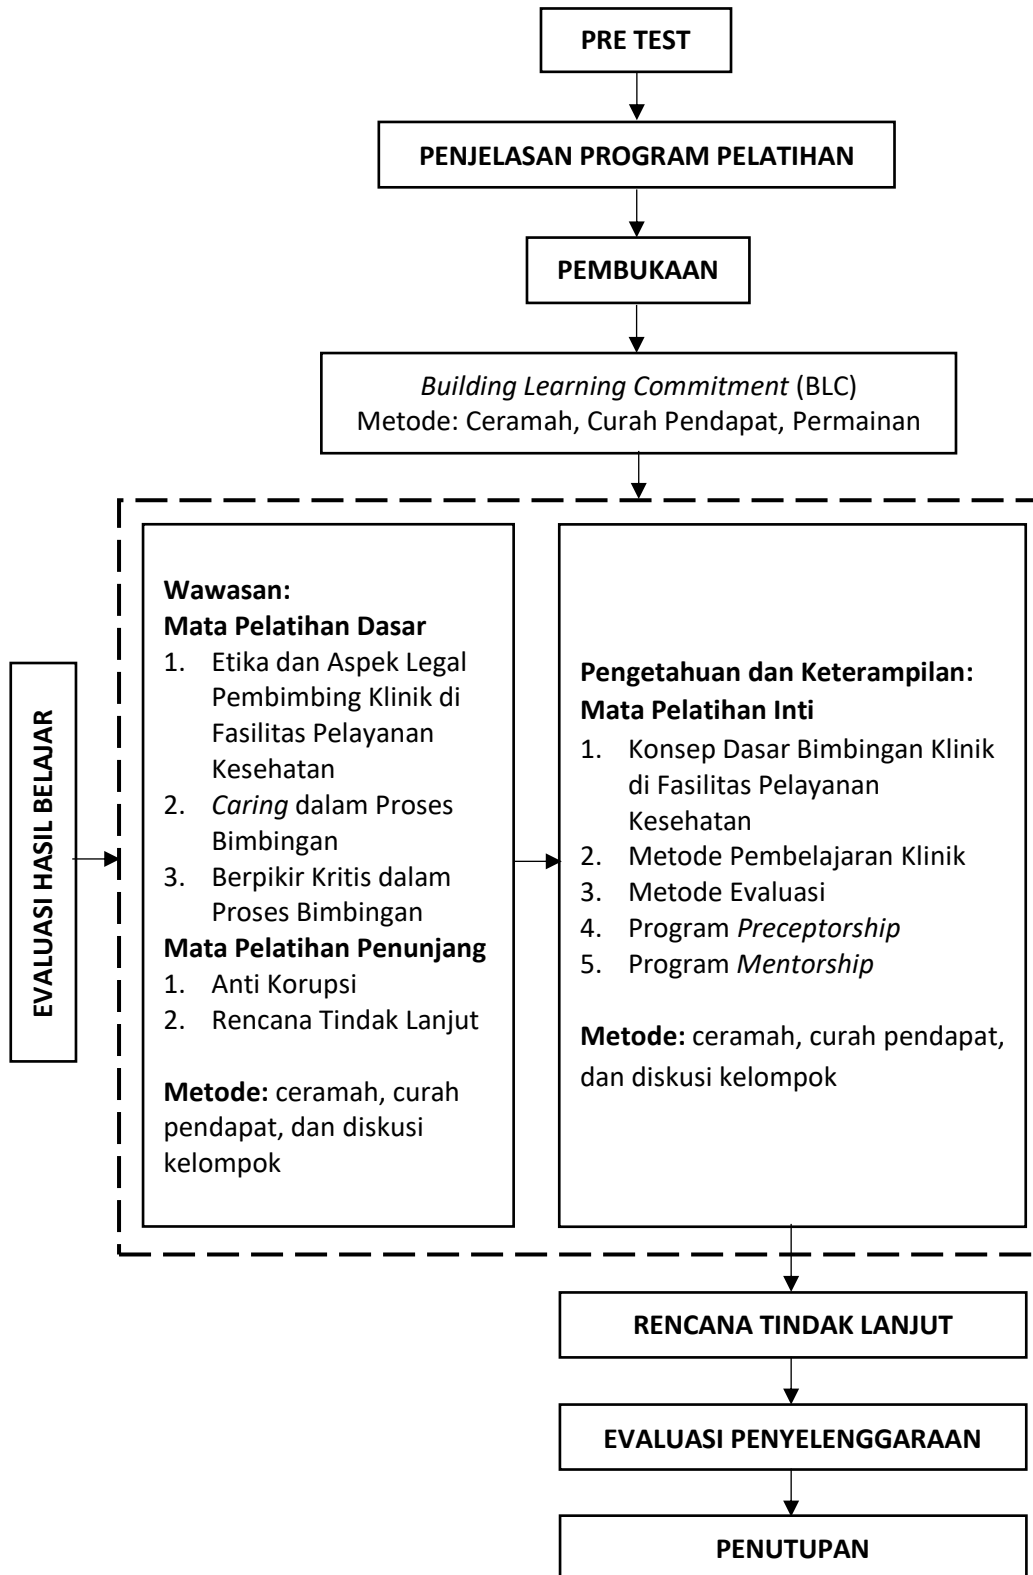 PRE TEST
PENJELASAN PROGRAM PELATIHAN
PEMBUKAAN
Building Learning Commitment (BLC)
Metode: Ceramah, Curah Pendapat, Permainan
EVALUASI HASIL BELAJAR
Wawasan:
Mata Pelatihan Dasar
1. Etika dan Aspek Legal
Pembimbing Klinik di
Fasilitas Pelayanan
Kesehatan
2. Caring dalam Proses
Bimbingan
3. Berpikir Kritis dalam
Proses Bimbingan
Mata Pelatihan Penunjang
1. Anti Korupsi
2. Rencana Tindak Lanjut
Metode: ceramah, curah
pendapat, dan diskusi
kelompok
Pengetahuan dan Keterampilan:
Mata Pelatihan Inti
1. Konsep Dasar Bimbingan Klinik
di Fasilitas Pelayanan
Kesehatan
2. Metode Pembelajaran Klinik
3. Metode Evaluasi
4. Program Preceptorship
5. Program Mentorship
Metode: ceramah, curah pendapat,
dan diskusi kelompok
RENCANA TINDAK LANJUT
EVALUASI PENYELENGGARAAN
PENUTUPAN